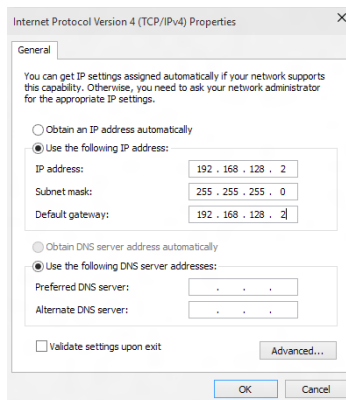 Internet Protocol Version 4 (TCP/IPv4) Properties
General
You can get IP settings assigned automatically if your network supports
this capability. Otherwise, you need to ask your network administrator
for the appropriate IP settings.
Obtain an IP address automatically
Use the following IP address:
IP address: 192 . 168 . 128 . 2
Subnet mask: 255 . 255 . 255 . 0
Default gateway: 192 . 168 . 128 . 2
Obtain DNS server address automatically
Use the following DNS server addresses:
Preferred DNS server: . . .
Alternate DNS server: . . .
Validate settings upon exit
Advanced...
OK Cancel